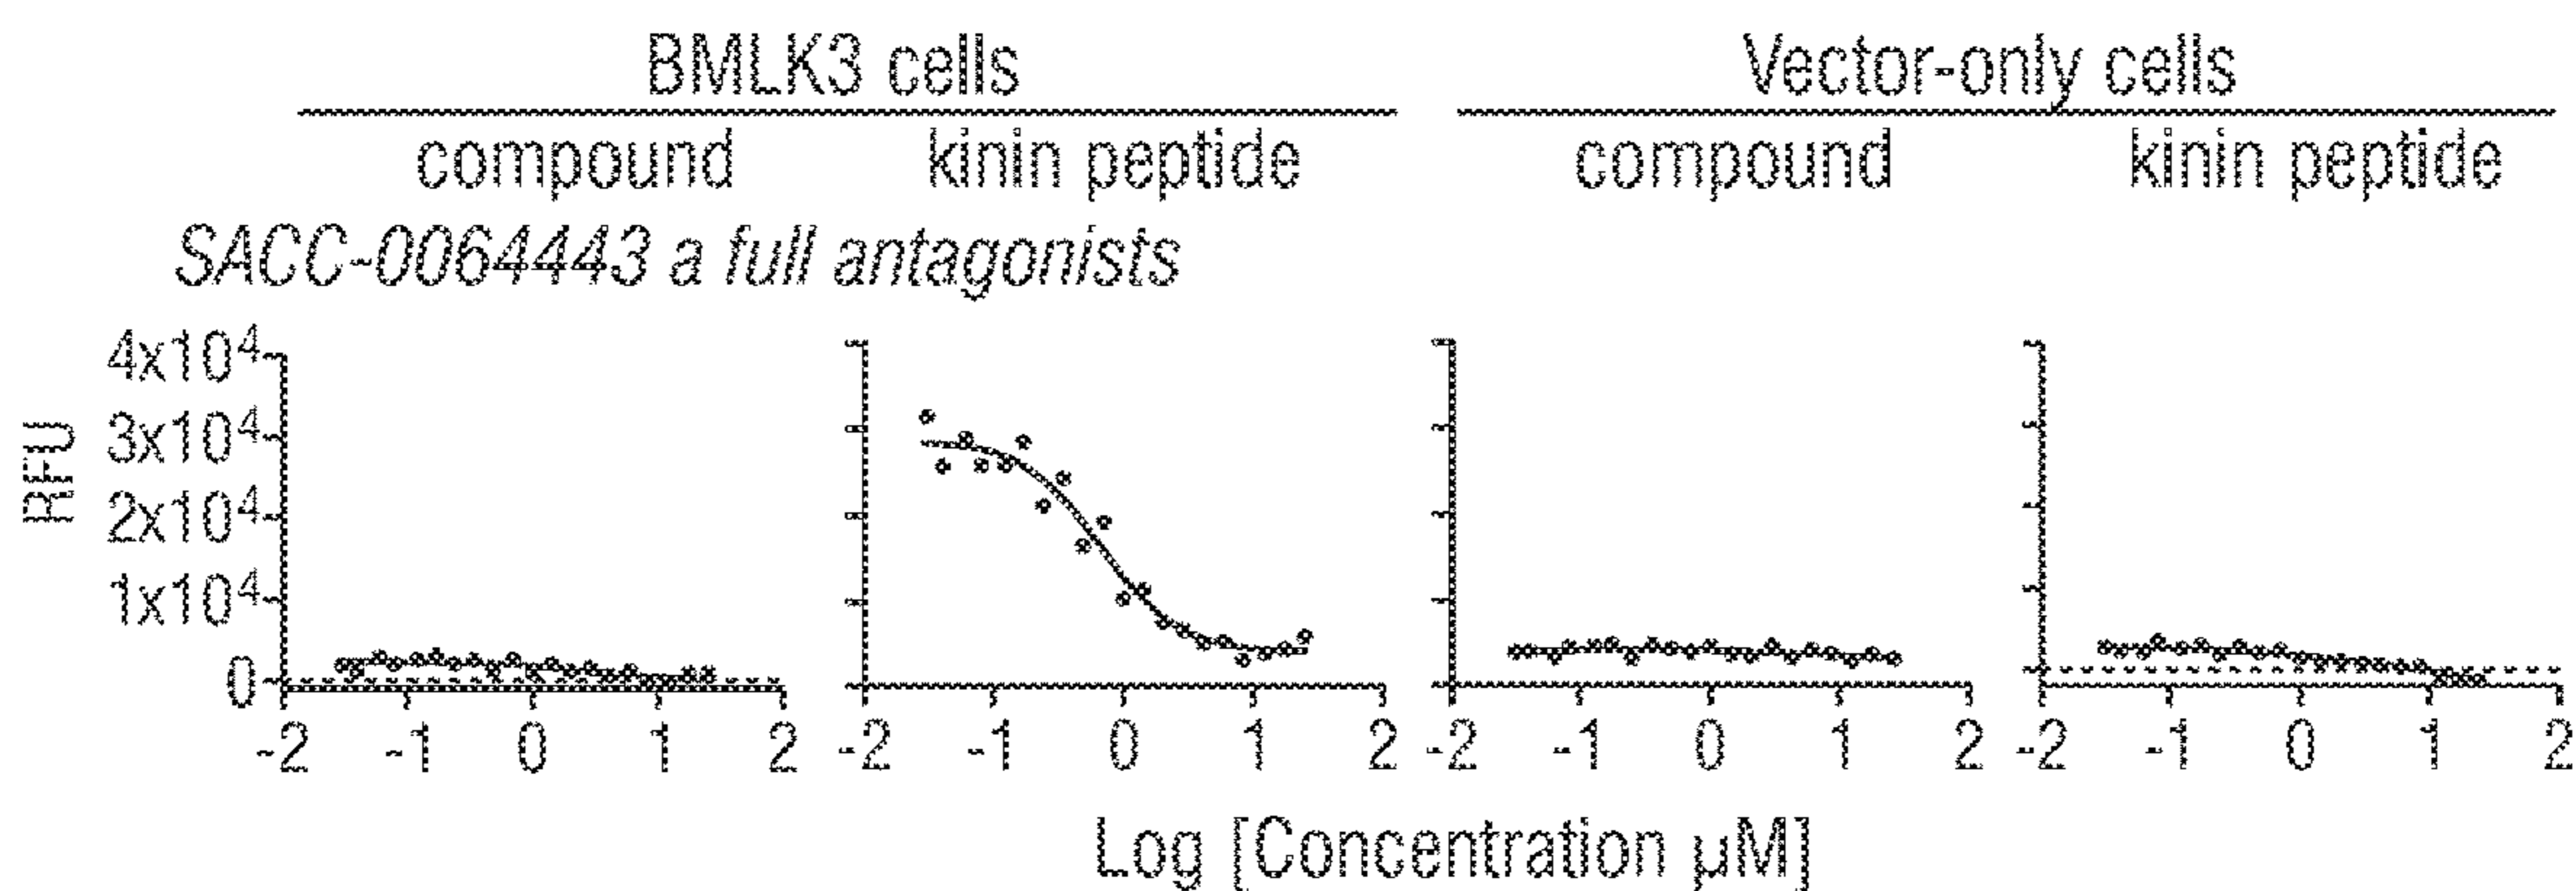 BMLK3 cells Vector-only cells
compound kinin peptide compound kinin peptide
SACC-0064443 a full antagonists
RFU
4x10⁴
3x10⁴
2x10⁴
1x10⁴
0
-2 -1 0 1 2 -2 -1 0 1 2 -2 -1 0 1 2 -2 -1 0 1 2
Log [Concentration µM]